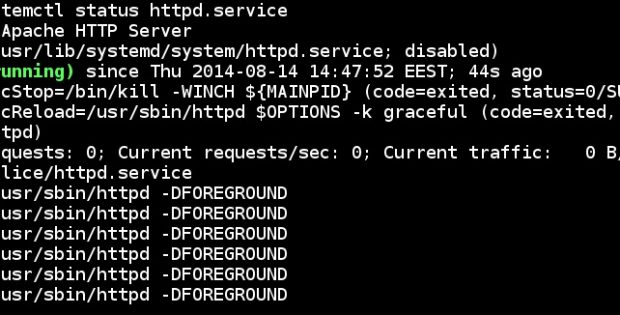 temctl status httpd.service
Apache HTTP Server
usr/lib/systemd/system/httpd.service; disabled)
unning) since Thu 2014-08-14 14:47:52 EEST; 44s ago
cStop=/bin/kill -WINCH ${MAINPID} (code=exited, status=0/SU
cReload=/usr/sbin/httpd $OPTIONS -k graceful (code=exited,
tpd)
quests: 0; Current requests/sec: 0; Current traffic:   0 B/
lice/httpd.service
usr/sbin/httpd -DFOREGROUND
usr/sbin/httpd -DFOREGROUND
usr/sbin/httpd -DFOREGROUND
usr/sbin/httpd -DFOREGROUND
usr/sbin/httpd -DFOREGROUND
usr/sbin/httpd -DFOREGROUND